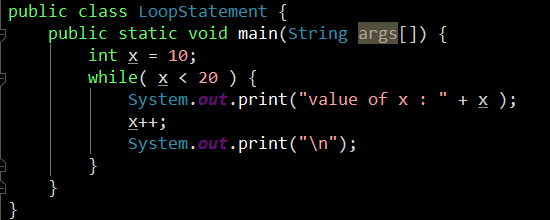 public class LoopStatement {
    public static void main(String args[]) {
        int x = 10;
        while( x < 20 ) {
            System.out.print("value of x : " + x );
            x++;
            System.out.print("\n");
        }
    }
}